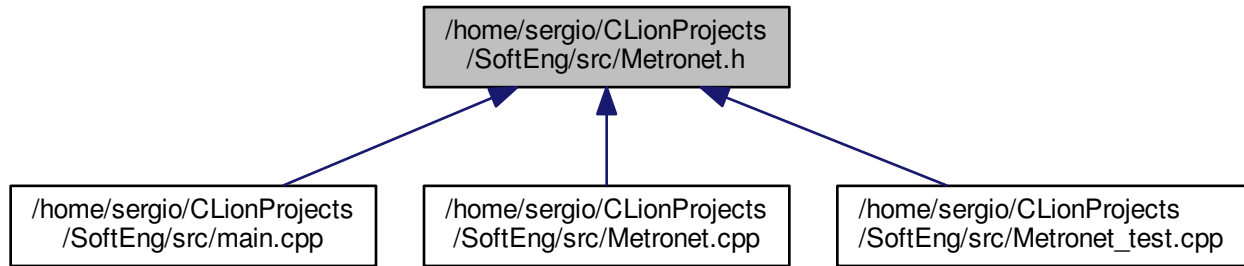 /home/sergio/CLionProjects
/SoftEng/src/Metronet.h
/home/sergio/CLionProjects
/SoftEng/src/main.cpp
/home/sergio/CLionProjects
/SoftEng/src/Metronet.cpp
/home/sergio/CLionProjects
/SoftEng/src/Metronet_test.cpp